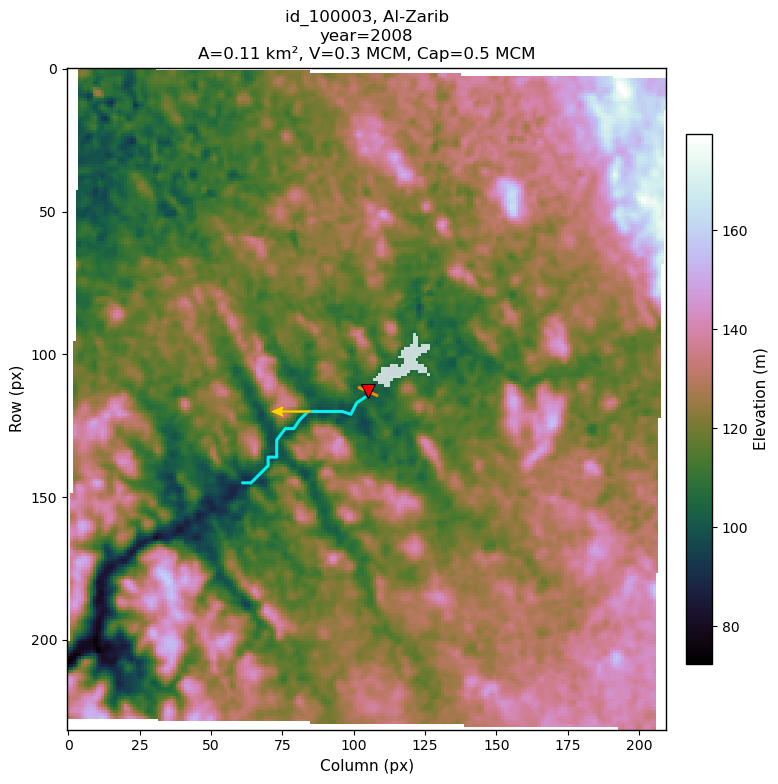 id_100003, Al-Zarib
year=2008
A=0.11 km², V=0.3 MCM, Cap=0.5 MCM
0
50
100
150
200
Row (px)
0 25 50 75 100 125 150 175 200
Column (px)
160
140
120
100
80
Elevation (m)